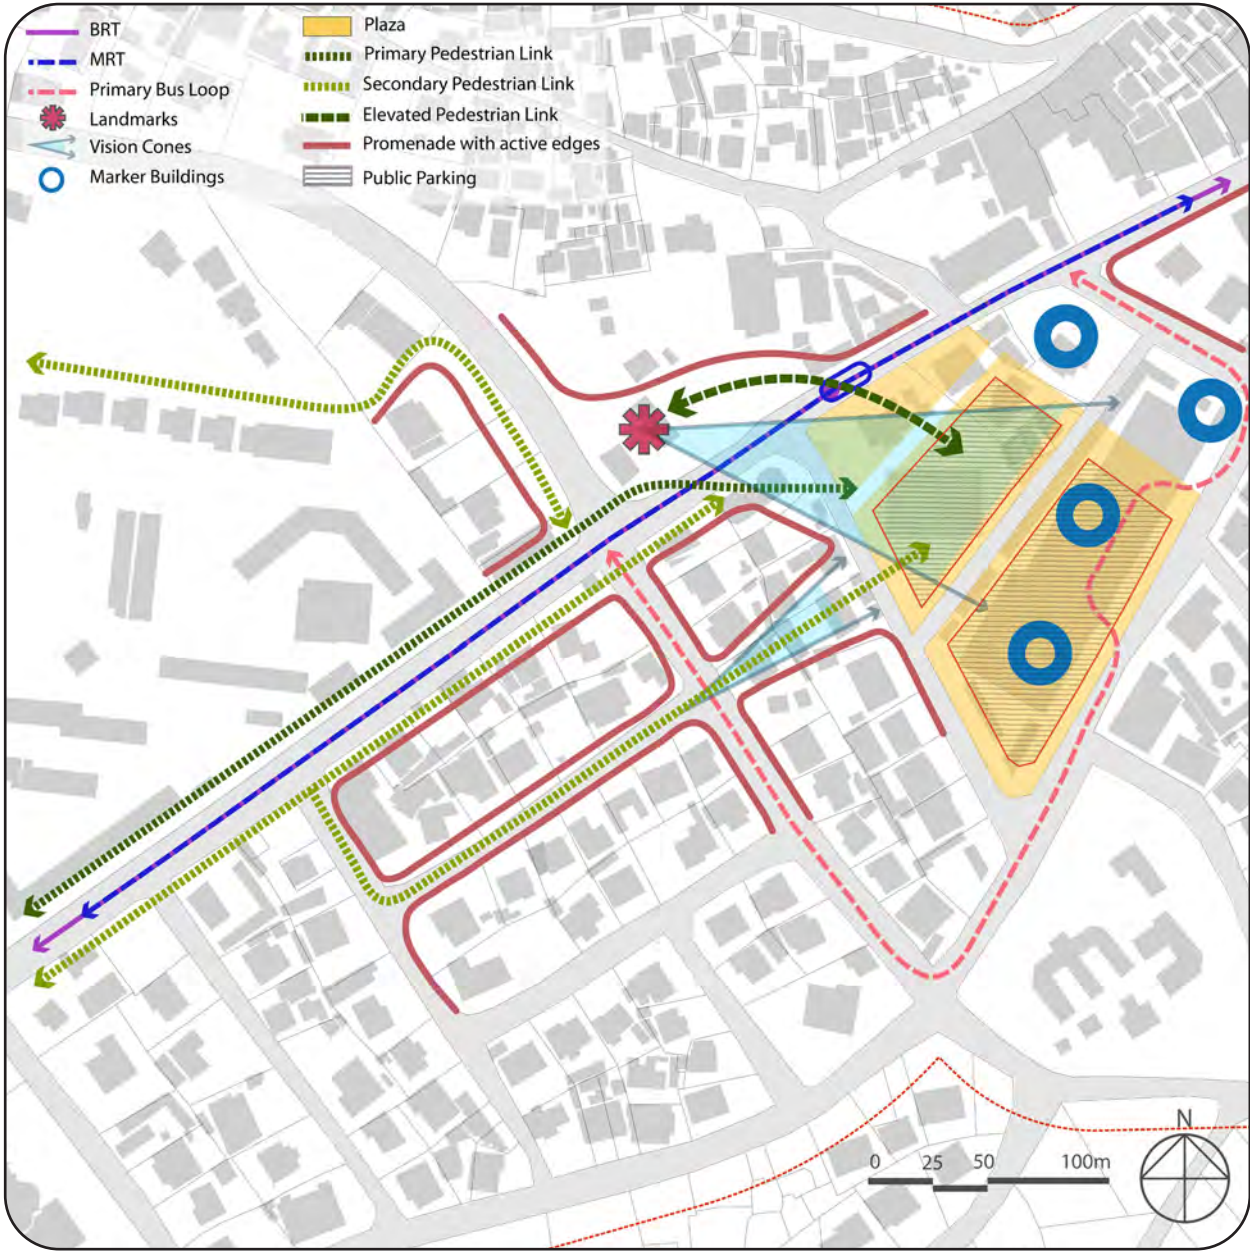 BRT
MRT
Primary Bus Loop
Landmarks
Vision Cones
Marker Buildings
Plaza
Primary Pedestrian Link
Secondary Pedestrian Link
Elevated Pedestrian Link
Promenade with active edges
Public Parking
N
0 25 50 100m